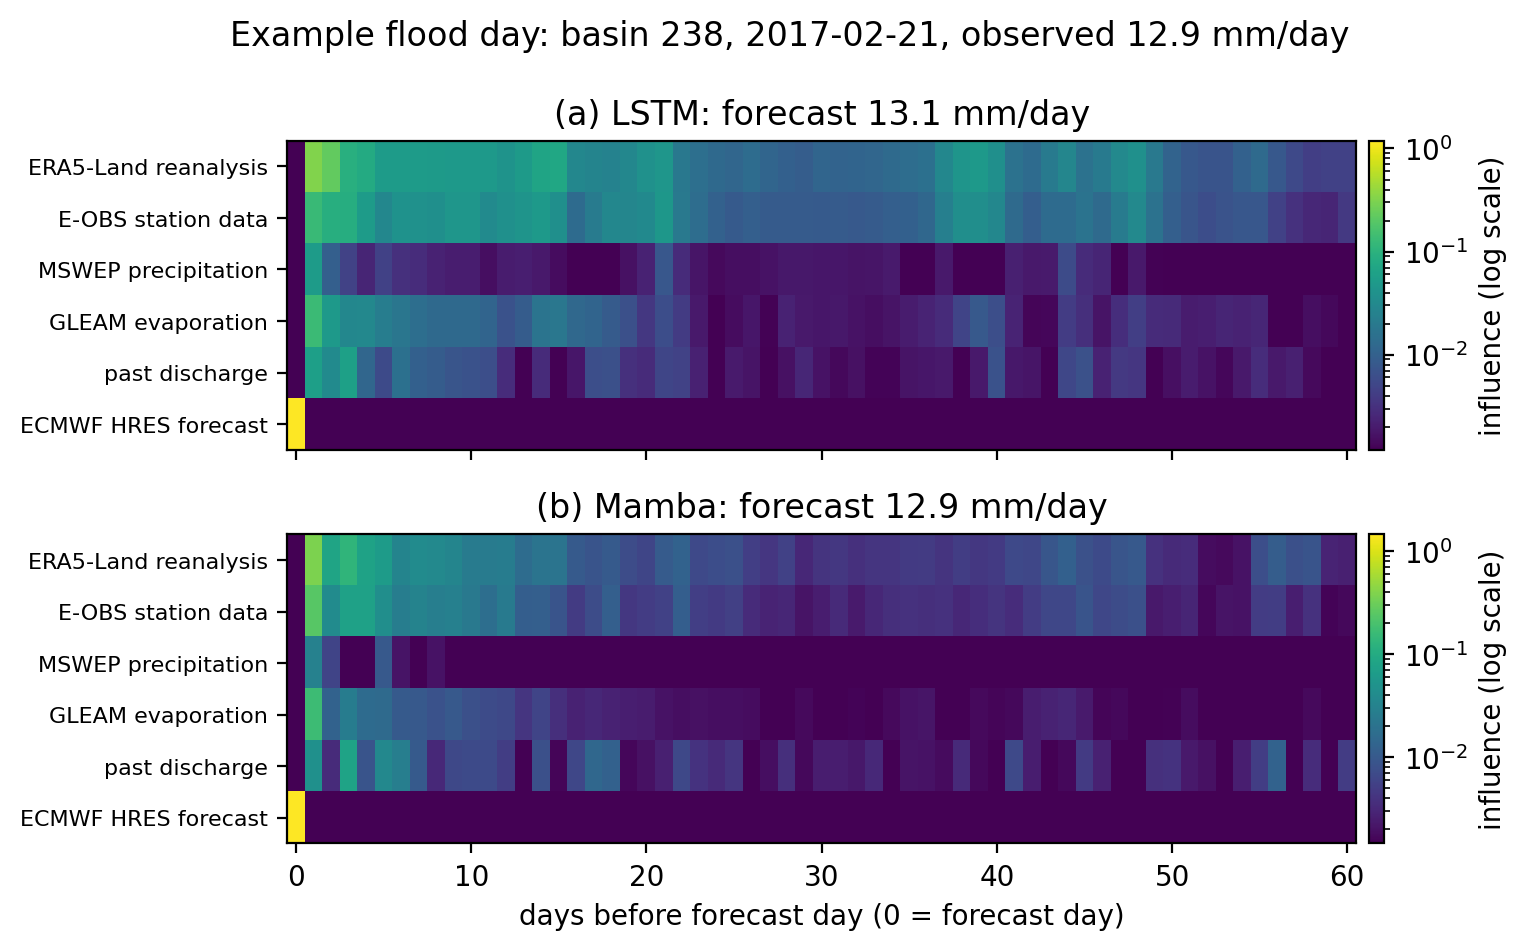 Example flood day: basin 238, 2017-02-21, observed 12.9 mm/day
(a) LSTM: forecast 13.1 mm/day
ERA5-Land reanalysis
E-OBS station data
MSWEP precipitation
GLEAM evaporation
past discharge
ECMWF HRES forecast
10⁰
10⁻¹
10⁻²
influence (log scale)
(b) Mamba: forecast 12.9 mm/day
ERA5-Land reanalysis
E-OBS station data
MSWEP precipitation
GLEAM evaporation
past discharge
ECMWF HRES forecast
10⁰
10⁻¹
10⁻²
influence (log scale)
0 10 20 30 40 50 60
days before forecast day (0 = forecast day)